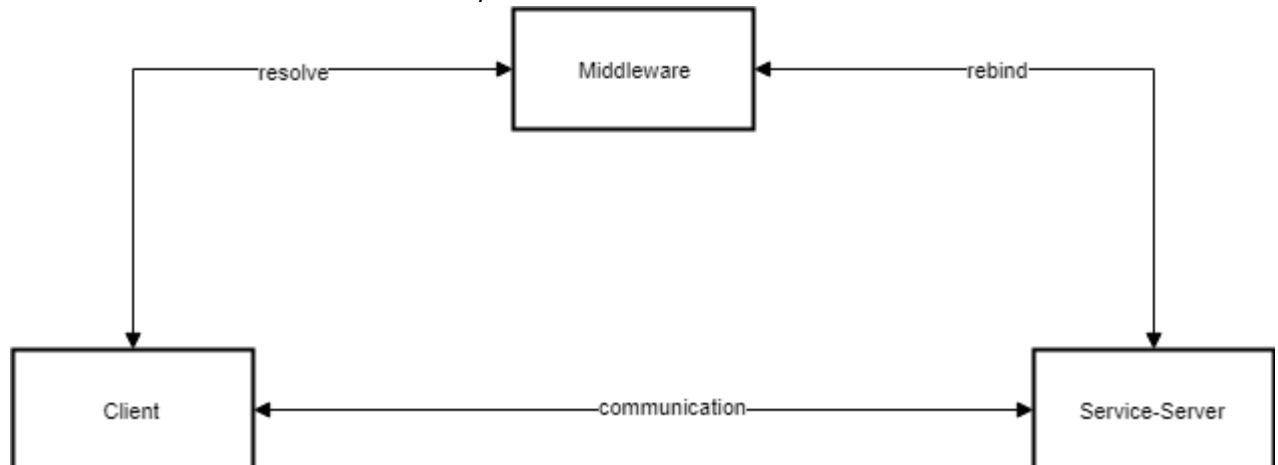 Middleware
resolve
rebind
Client
communication
Service-Server